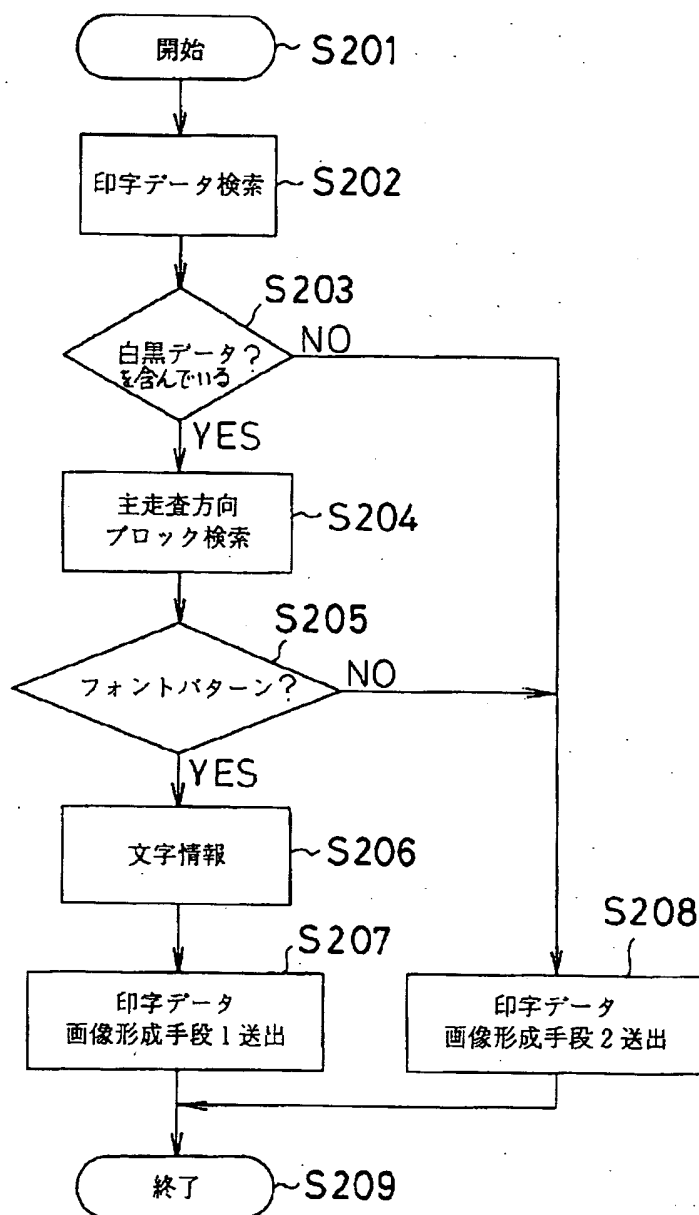 開始
S201
印字データ検索
S202
S203
白黒データ?
を含んでいる
NO
YES
主走査方向
ブロック検索
S204
S205
フォントパターン?
NO
YES
文字情報
S206
S207
印字データ
画像形成手段1送出
S208
印字データ
画像形成手段2送出
終了
S209